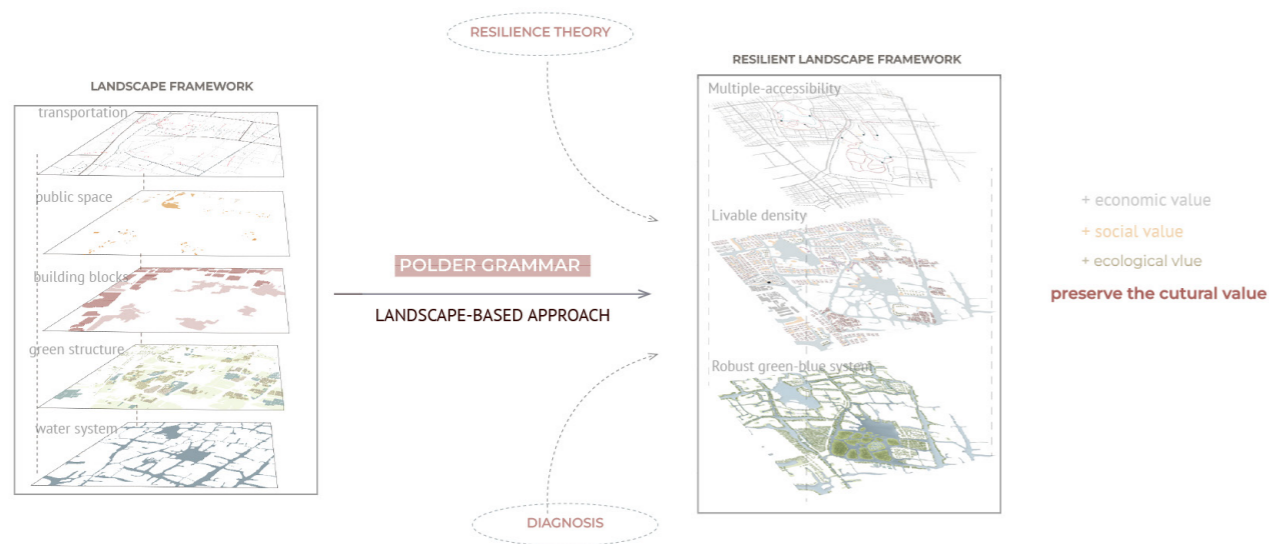 RESILIENCE THEORY
LANDSCAPE FRAMEWORK
transportation
public space
building blocks
green structure
water system
POLDER GRAMMAR
LANDSCAPE-BASED APPROACH
DIAGNOSIS
RESILIENT LANDSCAPE FRAMEWORK
Multiple-accessibility
Livable density
Robust green-blue system
+ economic value
+ social value
+ ecological vlue
preserve the cutural value